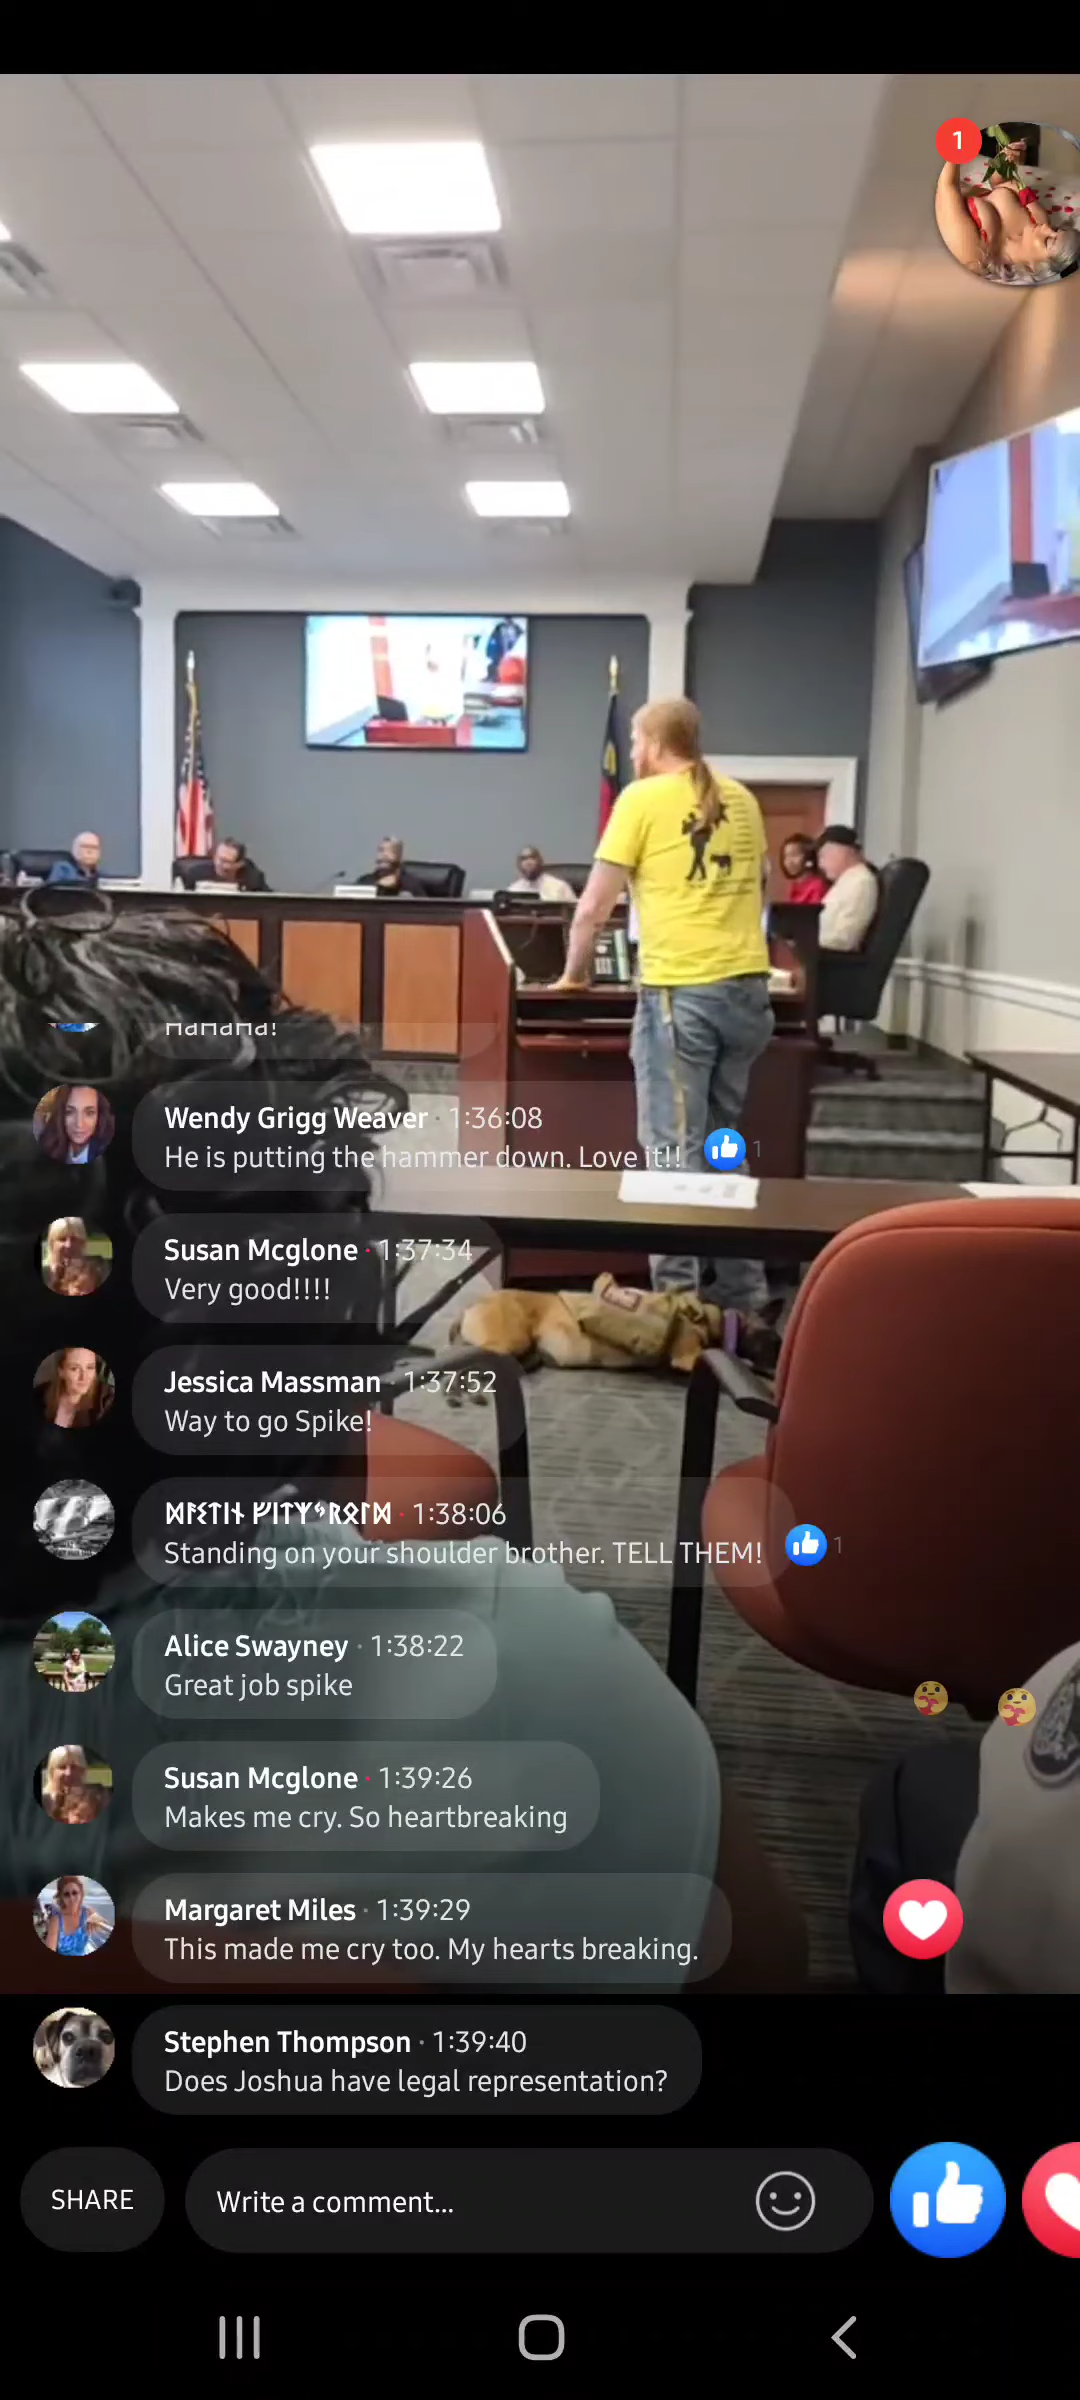 1
HaHaHa!
Wendy Grigg Weaver · 1:36:08
He is putting the hammer down. Love it!! 1
Susan Mcglone · 1:37:34
Very good!!!!
Jessica Massman · 1:37:52
Way to go Spike!
· 1:38:06
Standing on your shoulder brother. TELL THEM! 1
Alice Swayney · 1:38:22
Great job spike
Susan Mcglone · 1:39:26
Makes me cry. So heartbreaking
Margaret Miles · 1:39:29
This made me cry too. My hearts breaking.
Stephen Thompson · 1:39:40
Does Joshua have legal representation?
SHARE
Write a comment...